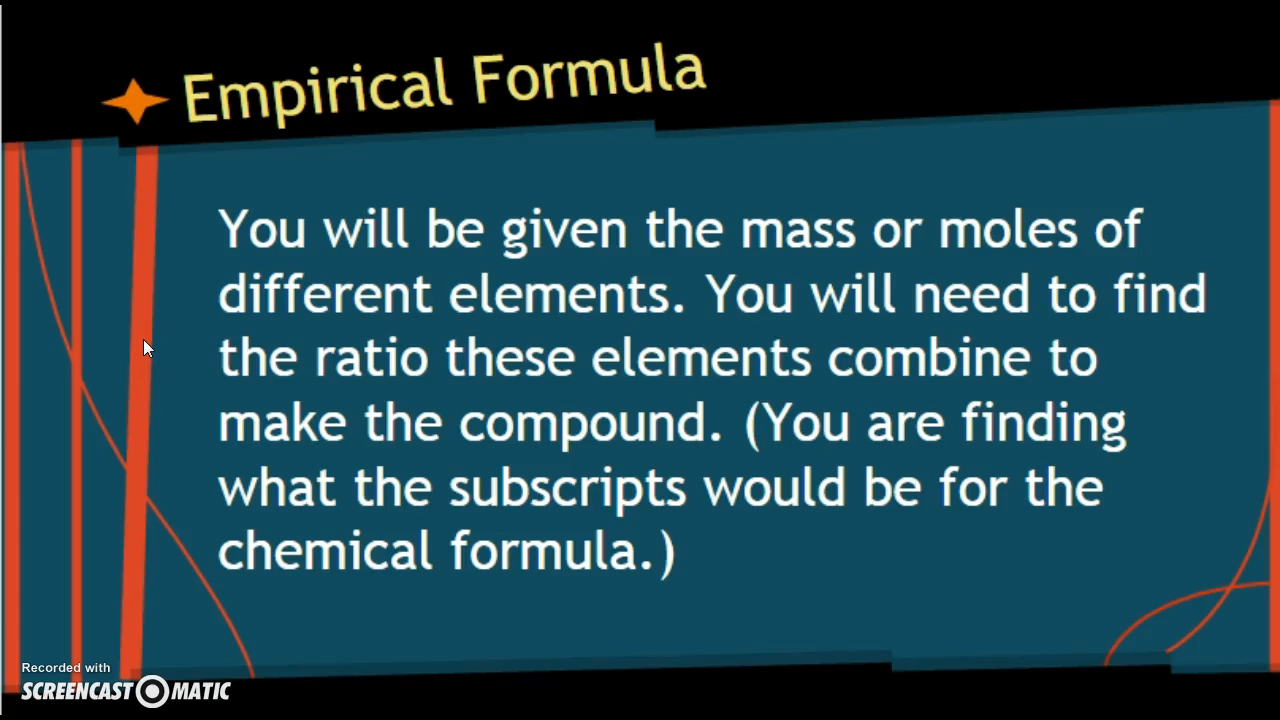 Empirical Formula
You will be given the mass or moles of
different elements. You will need to find
the ratio these elements combine to
make the compound. (You are finding
what the subscripts would be for the
chemical formula.)
Recorded with
SCREENCAST MATIC